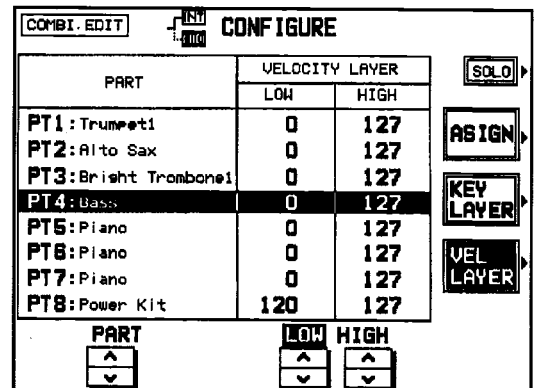 COMBI.EDIT INT CONFIGURE
PART VELOCITY LAYER SOLO
LOW HIGH
PT1:Trumpet1 0 127 ASIGN
PT2:Alto Sax 0 127
PT3:Bright Trombone1 0 127 KEY LAYER
PT4:Bass 0 127
PT5:Piano 0 127 VEL LAYER
PT6:Piano 0 127
PT7:Piano 0 127
PT8:Power Kit 120 127
PART LOW HIGH